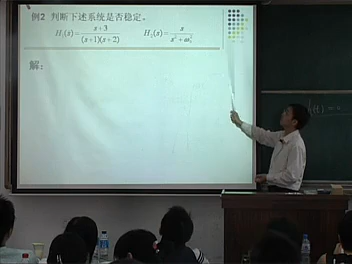 例2 判断下述系统是否稳定。
H₁(s)=(s+3)/((s+1)(s+2)) H₂(s)=s/(s²+ω₀²)
解: